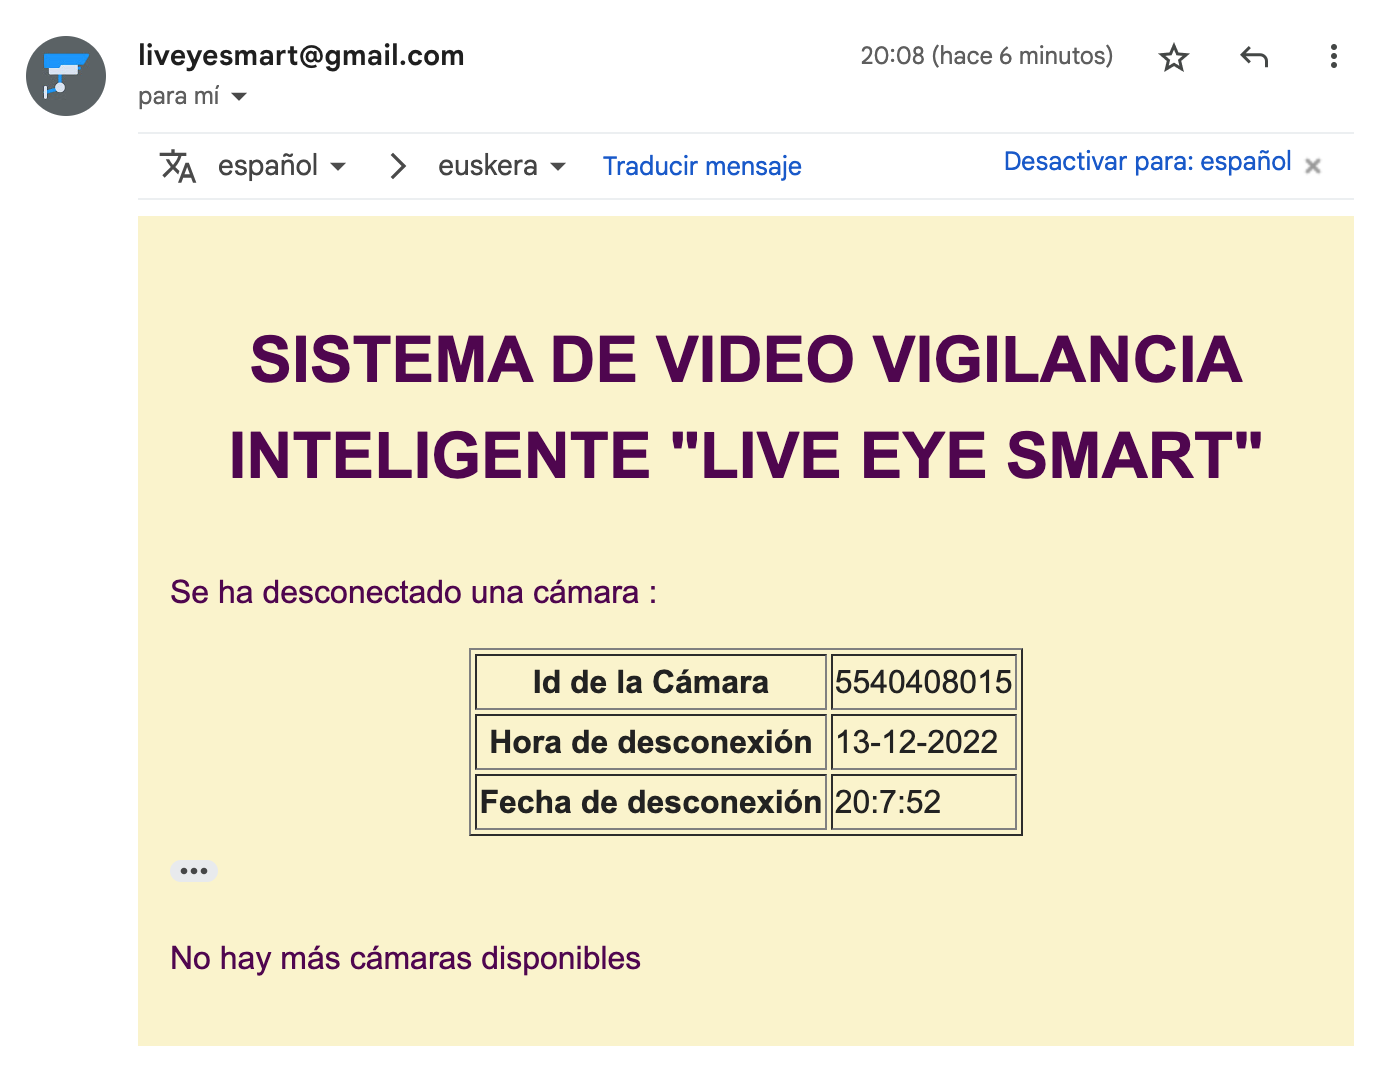 liveyesmart@gmail.com
20:08 (hace 6 minutos)
para mí
español
euskera
Traducir mensaje
Desactivar para: español
SISTEMA DE VIDEO VIGILANCIA
INTELIGENTE "LIVE EYE SMART"
Se ha desconectado una cámara :
Id de la Cámara 5540408015
Hora de desconexión 13-12-2022
Fecha de desconexión 20:7:52
No hay más cámaras disponibles